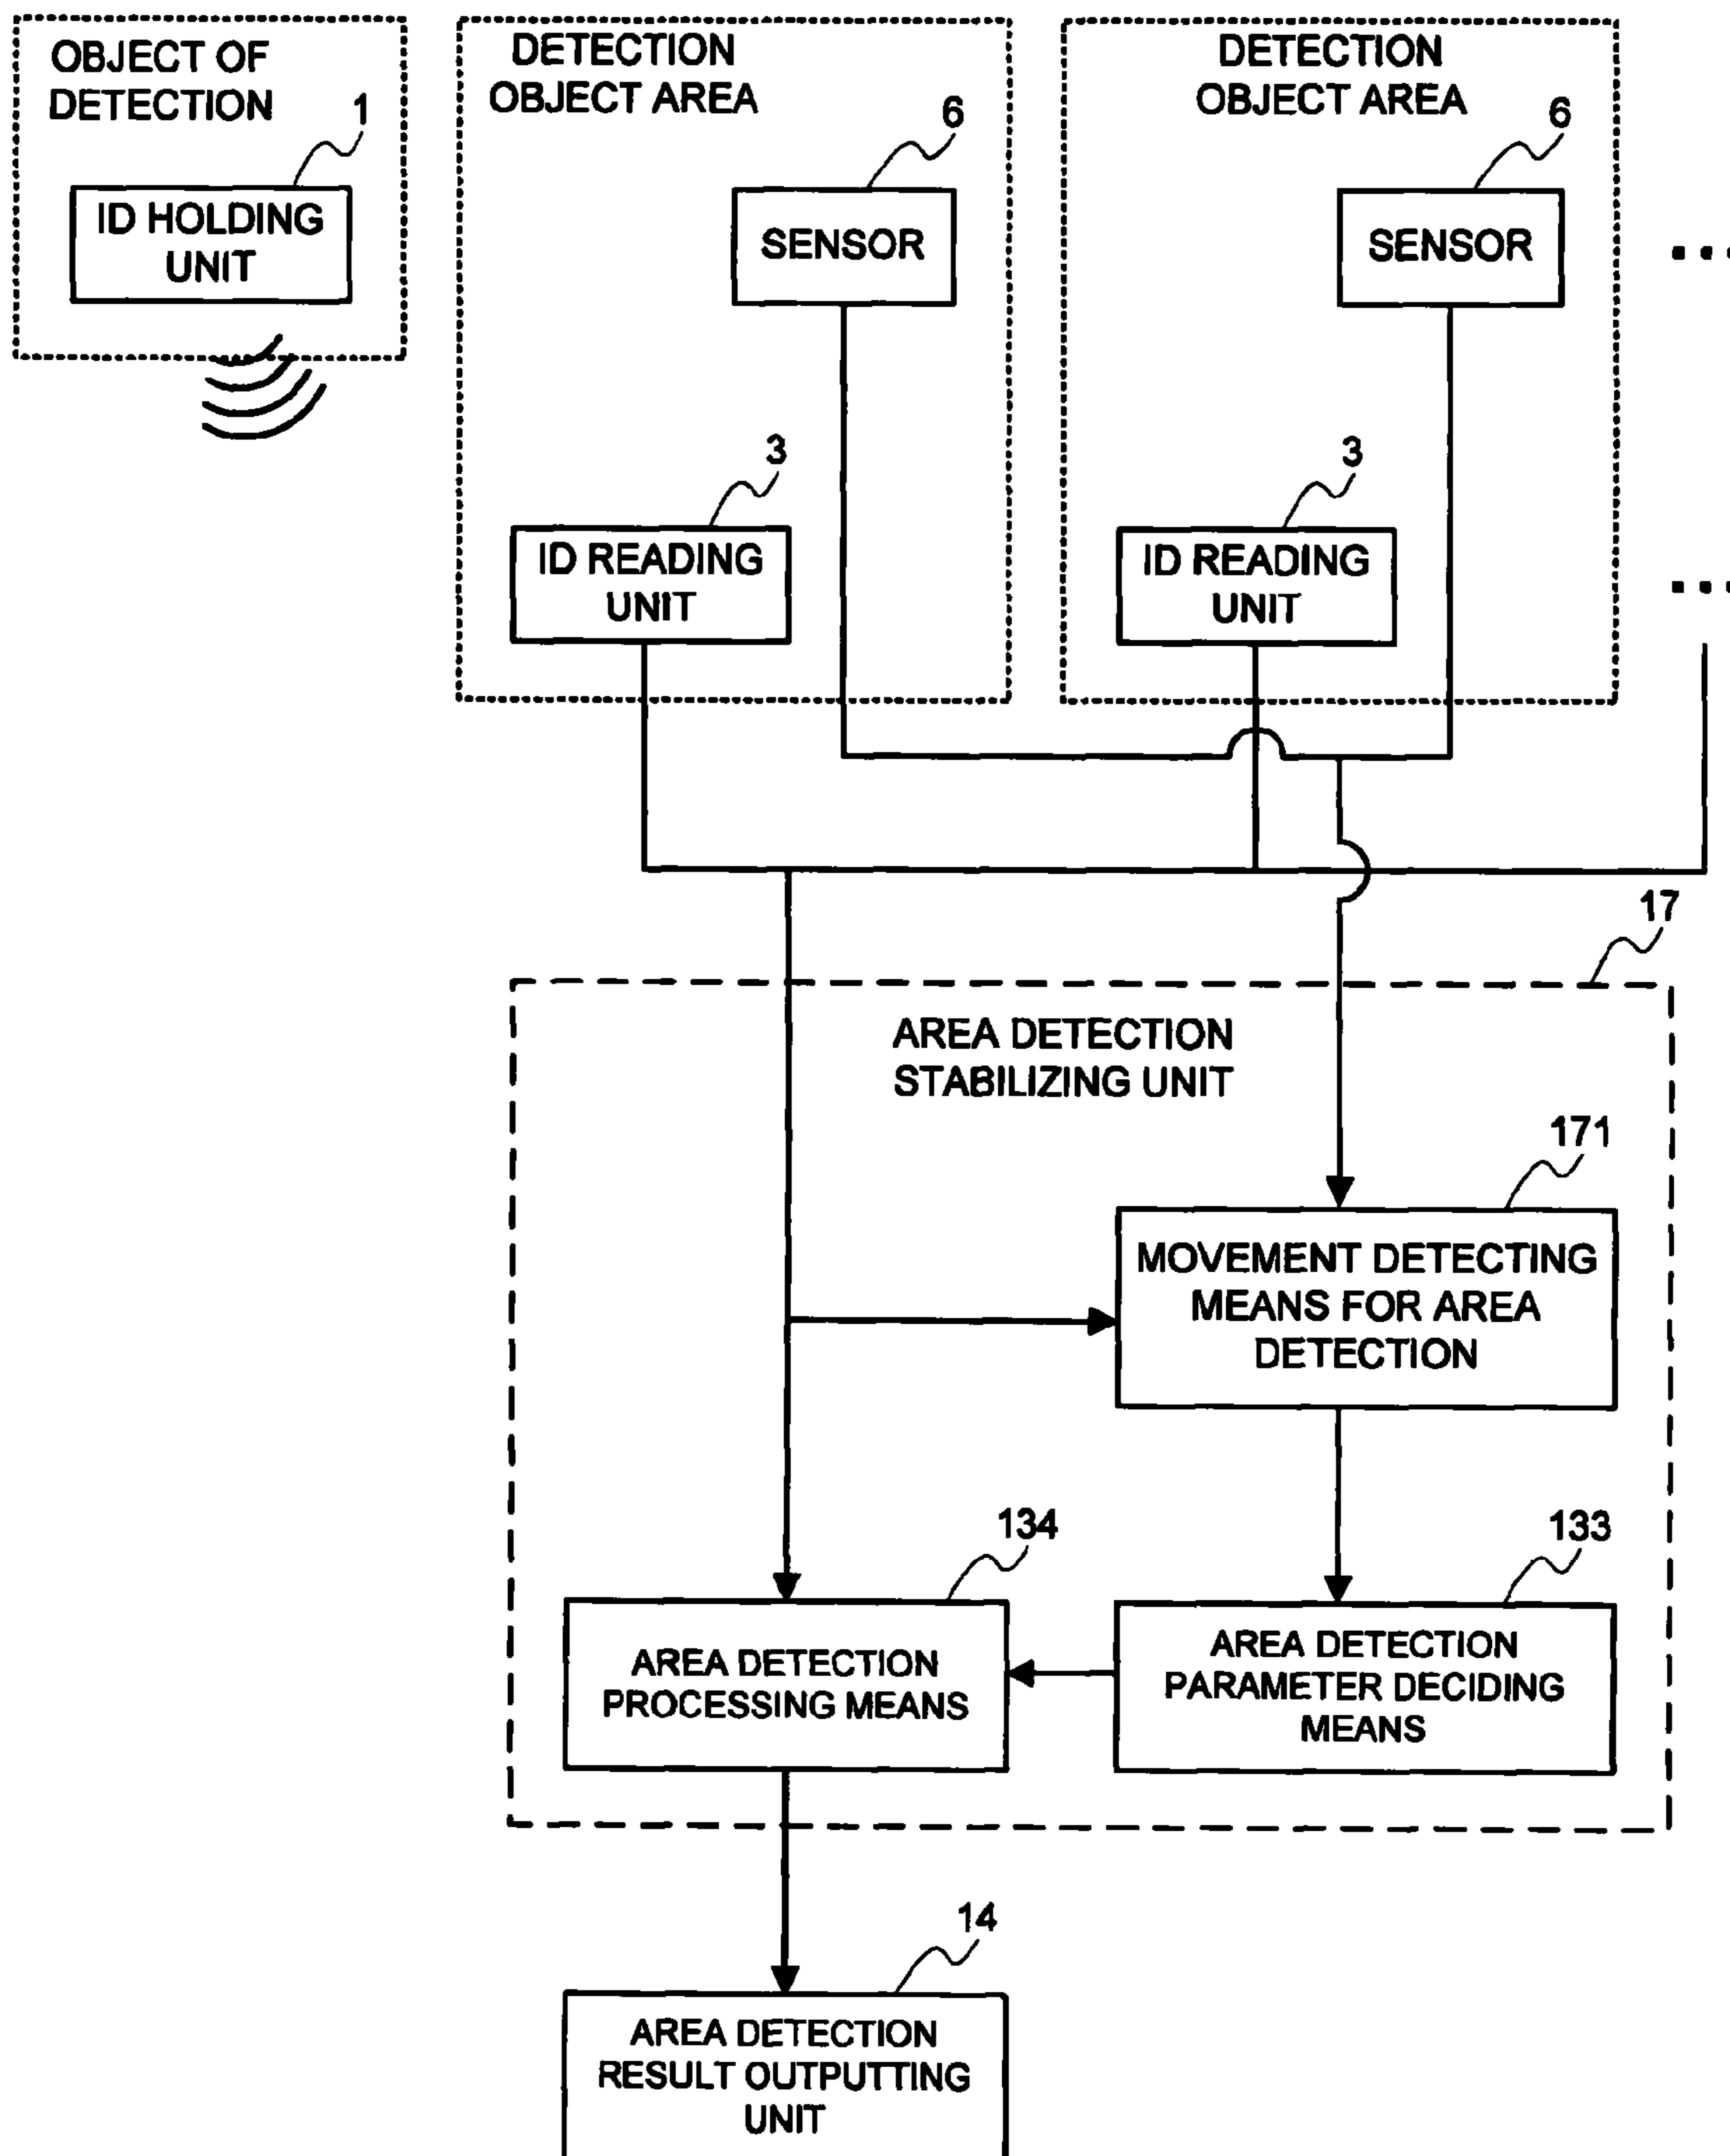 OBJECT OF
DETECTION
1
ID HOLDING
UNIT
DETECTION
OBJECT AREA
6
SENSOR
3
ID READING
UNIT
DETECTION
OBJECT AREA
6
SENSOR
...
3
ID READING
UNIT
...
17
AREA DETECTION
STABILIZING UNIT
171
MOVEMENT DETECTING
MEANS FOR AREA
DETECTION
134
AREA DETECTION
PROCESSING MEANS
133
AREA DETECTION
PARAMETER DECIDING
MEANS
14
AREA DETECTION
RESULT OUTPUTTING
UNIT